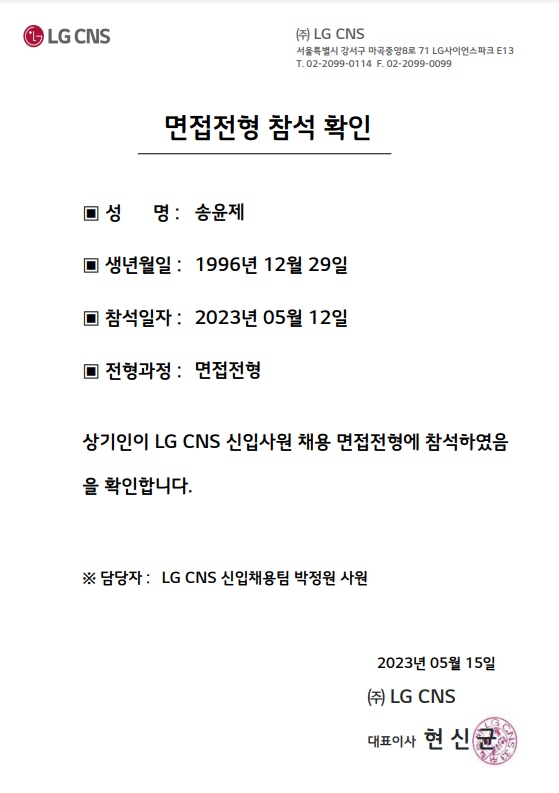 LG CNS
㈜ LG CNS
서울특별시 강서구 마곡중앙8로 71 LG사이언스파크 E13
T. 02-2099-0114 F. 02-2099-0099
면접전형 참석 확인
▣ 성 명 : 송윤제
▣ 생년월일 : 1996년 12월 29일
▣ 참석일자 : 2023년 05월 12일
▣ 전형과정 : 면접전형
상기인이 LG CNS 신입사원 채용 면접전형에 참석하였음
을 확인합니다.
※ 담당자 : LG CNS 신입채용팀 박정원 사원
2023년 05월 15일
㈜ LG CNS
대표이사 현 신 균
LG CNS